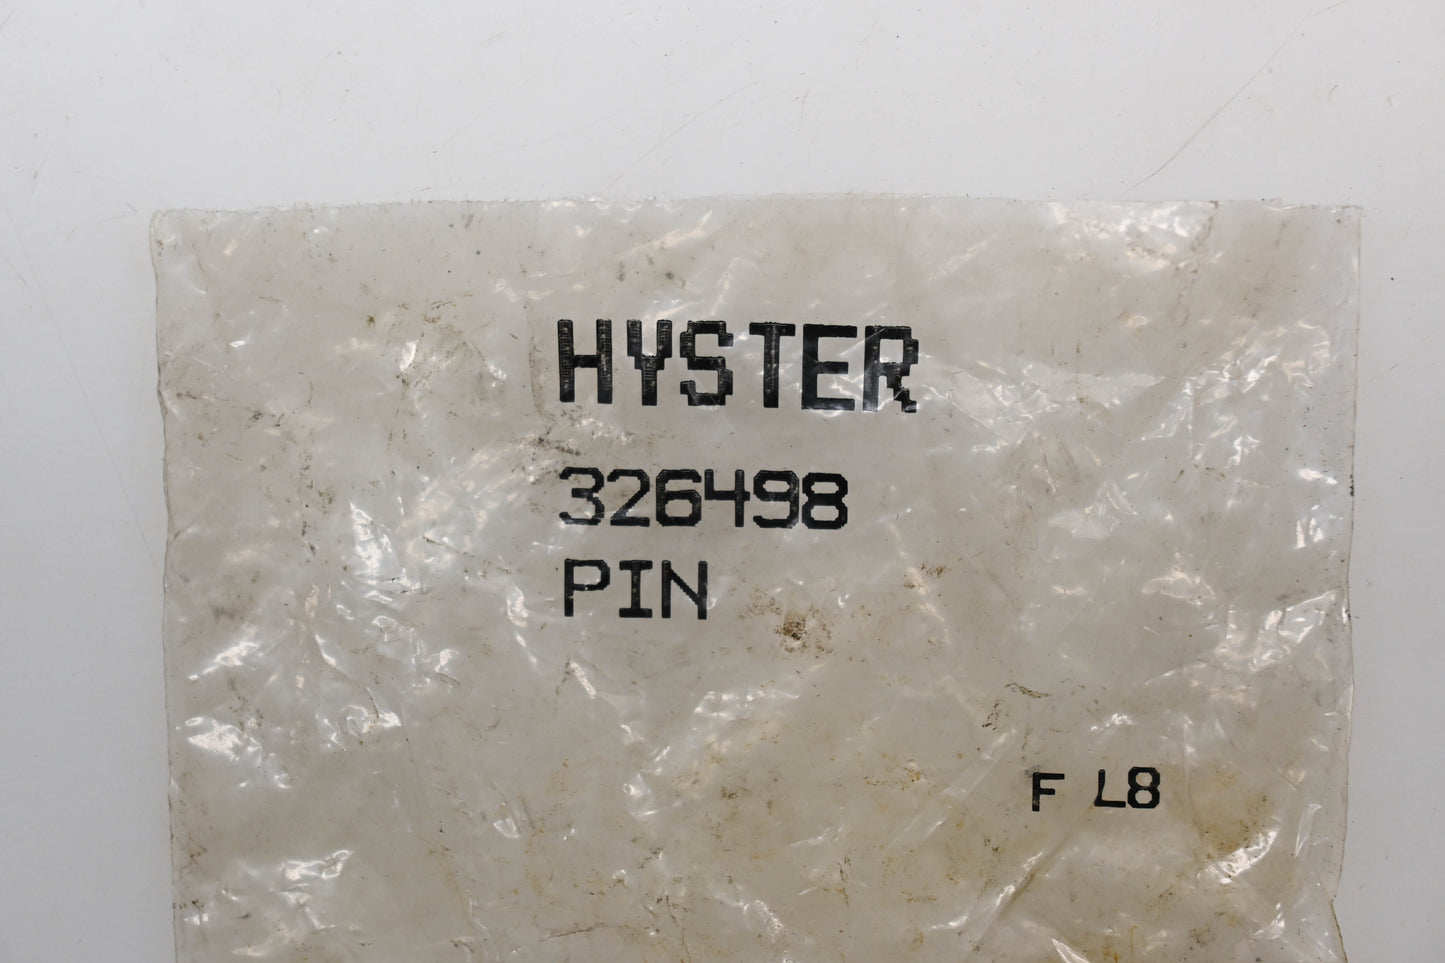 HYSTER
326498
PIN
F L8